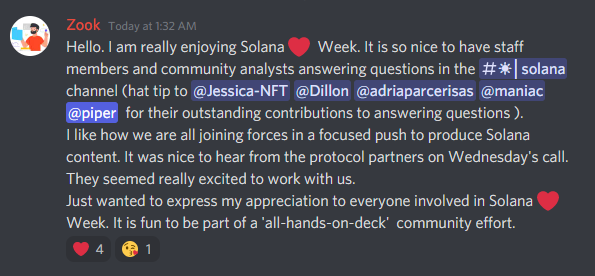 Zook Today at 1:32 AM
Hello. I am really enjoying Solana ❤️ Week. It is so nice to have staff
members and community analysts answering questions in the #☀️|solana
channel (hat tip to @Jessica-NFT @Dillon @adriaparcerisas @maniac
@piper for their outstanding contributions to answering questions ).
I like how we are all joining forces in a focused push to produce Solana
content. It was nice to hear from the protocol partners on Wednesday's call.
They seemed really excited to work with us.
Just wanted to express my appreciation to everyone involved in Solana ❤️
Week. It is fun to be part of a 'all-hands-on-deck' community effort.
❤️ 4 😘 1